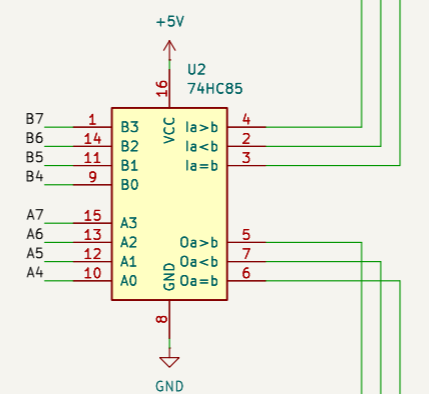 +5V
U2
74HC85
16
VCC
B7 1 B3 Ia>b 4
B6 14 B2 Ia<b 2
B5 11 B1 Ia=b 3
B4 9 B0
A7 15 A3
A6 13 A2 Oa>b 5
A5 12 A1 Oa<b 7
A4 10 A0 Oa=b 6
GND
8
GND